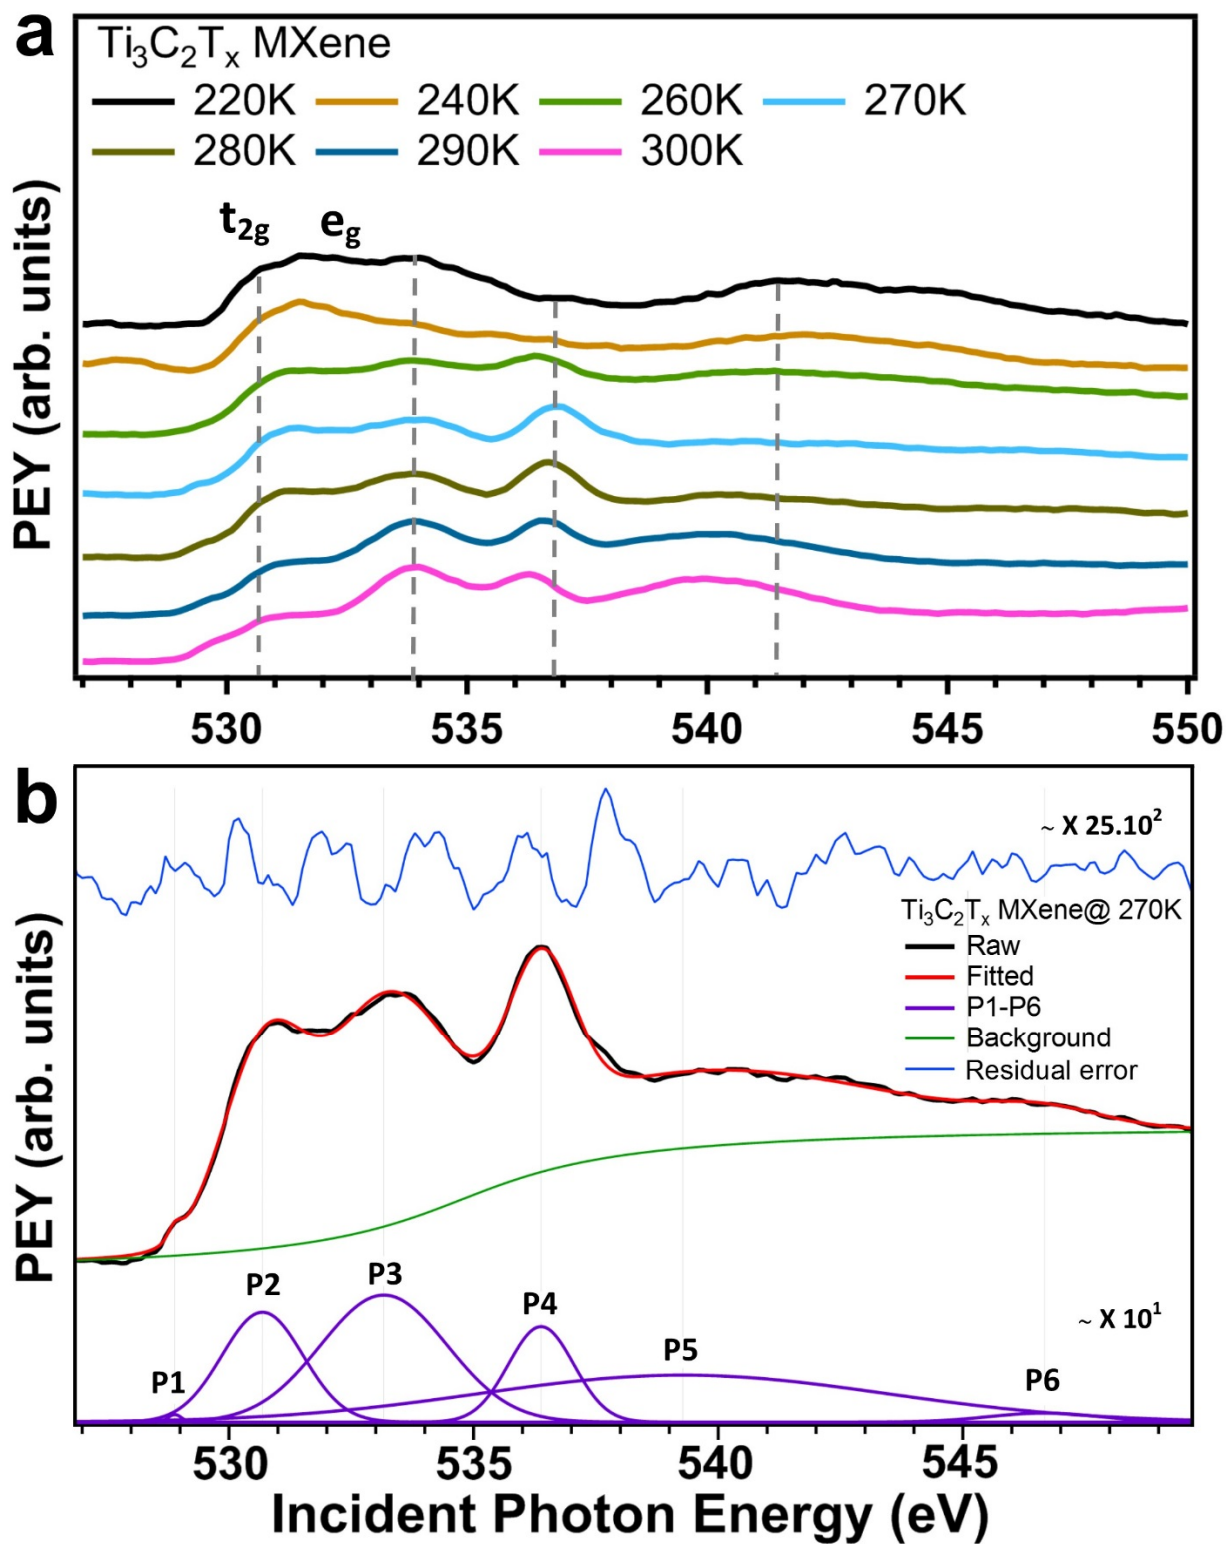 a
Ti₃C₂Tₓ MXene
220K 240K 260K 270K
280K 290K 300K
t₂g eg
PEY (arb. units)
530 535 540 545 550
b
~ X 25.10²
Ti₃C₂Tₓ MXene@ 270K
Raw
Fitted
P1-P6
Background
Residual error
PEY (arb. units)
P1 P2 P3 P4 P5 P6
~ X 10¹
530 535 540 545
Incident Photon Energy (eV)